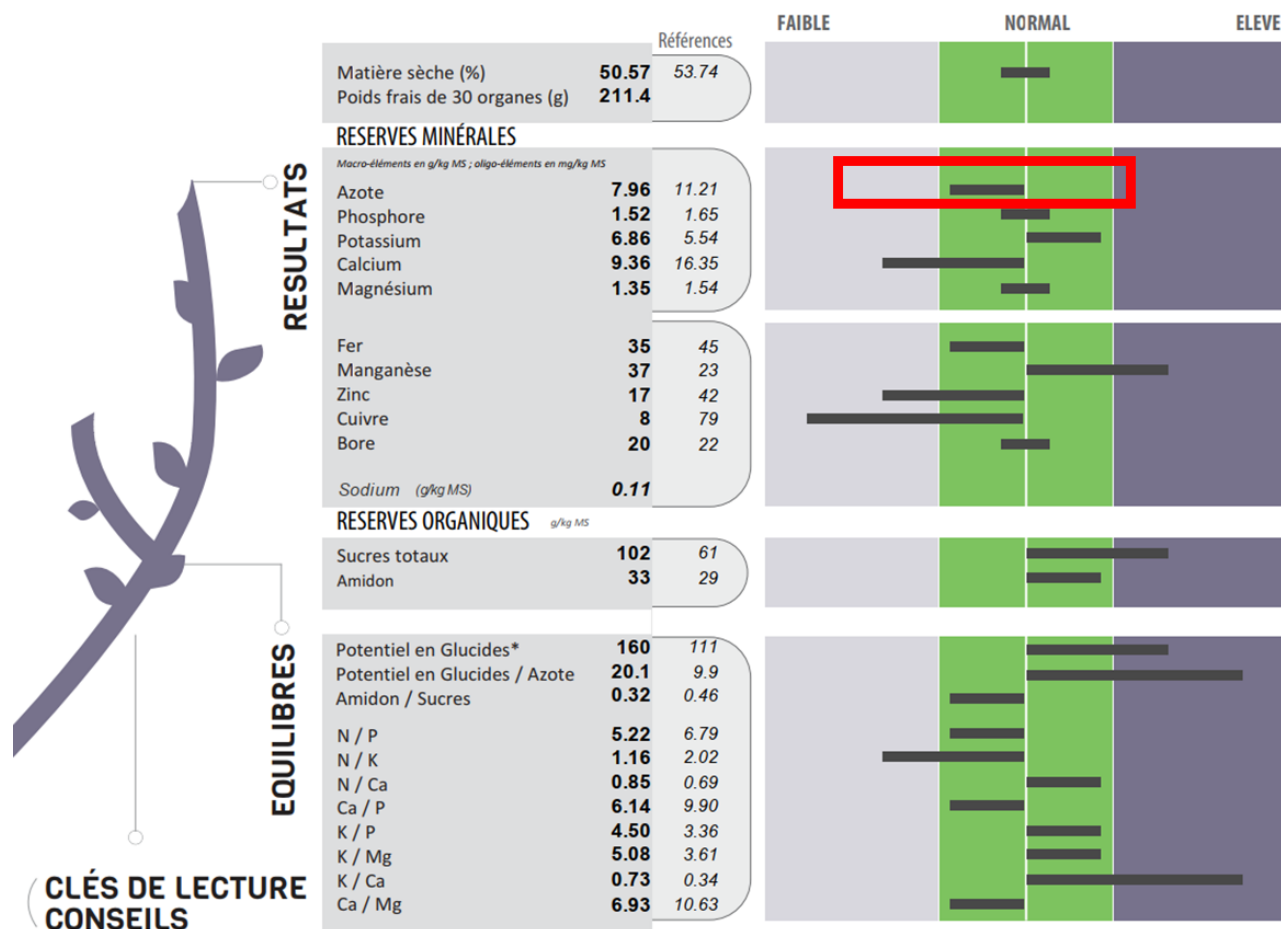 FAIBLE NORMAL ELEVE
Références
Matière sèche (%) 50.57 53.74
Poids frais de 30 organes (g) 211.4
RESERVES MINÉRALES
Macro-éléments en g/kg MS ; oligo-éléments en mg/kg MS
RESULTATS
Azote 7.96 11.21
Phosphore 1.52 1.65
Potassium 6.86 5.54
Calcium 9.36 16.35
Magnésium 1.35 1.54
Fer 35 45
Manganèse 37 23
Zinc 17 42
Cuivre 8 79
Bore 20 22
Sodium (g/kg MS) 0.11
RESERVES ORGANIQUES g/kg MS
Sucres totaux 102 61
Amidon 33 29
EQUILIBRES
Potentiel en Glucides* 160 111
Potentiel en Glucides / Azote 20.1 9.9
Amidon / Sucres 0.32 0.46
N / P 5.22 6.79
N / K 1.16 2.02
N / Ca 0.85 0.69
Ca / P 6.14 9.90
K / P 4.50 3.36
K / Mg 5.08 3.61
K / Ca 0.73 0.34
Ca / Mg 6.93 10.63
CLÉS DE LECTURE
CONSEILS